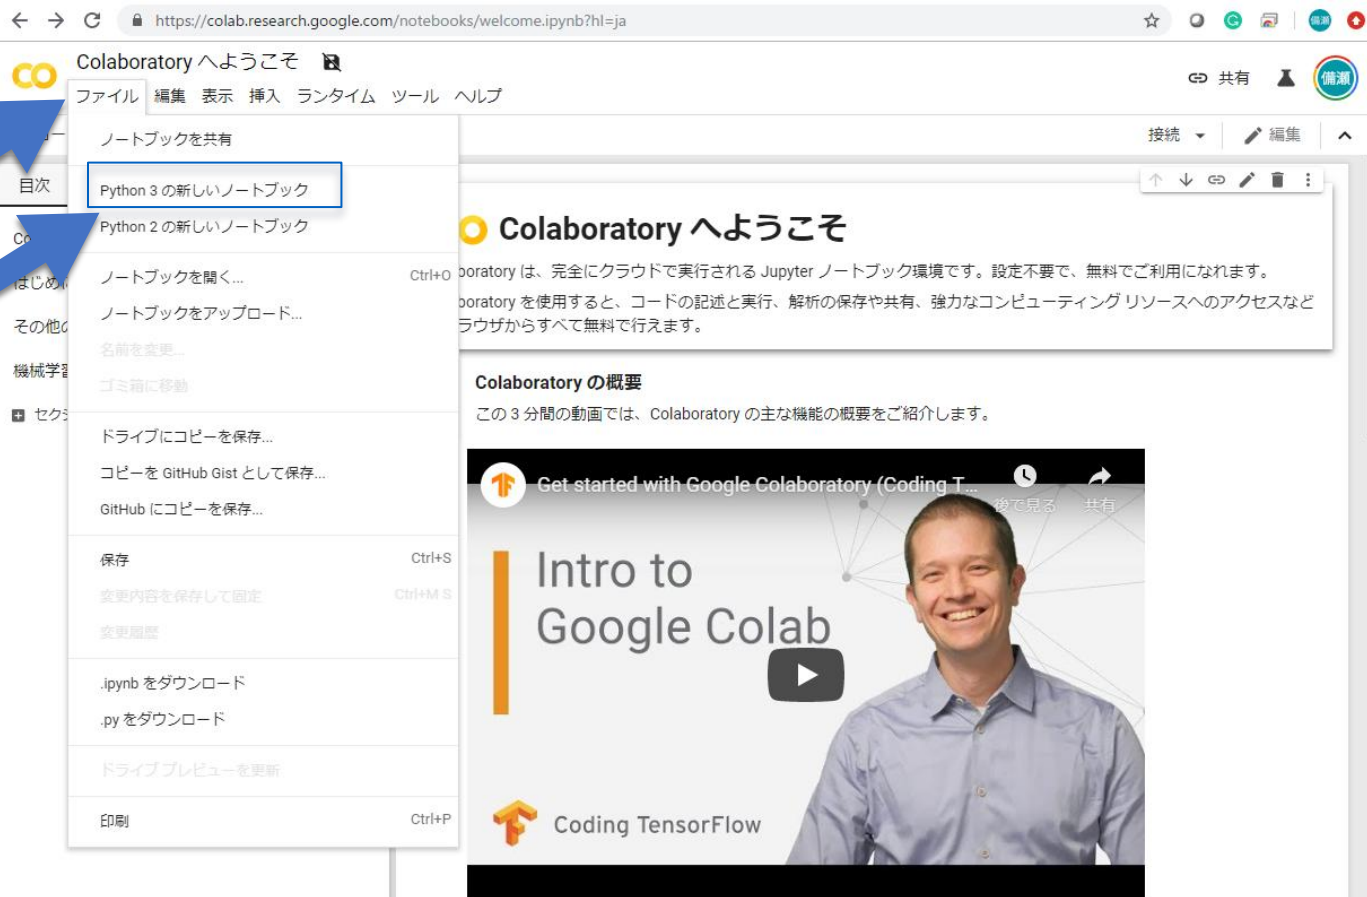 https://colab.research.google.com/notebooks/welcome.ipynb?hl=ja
備瀬
CO
Colaboratory へようこそ
共有
備瀬
ファイル 編集 表示 挿入 ランタイム ツール ヘルプ
ノートブックを共有
接続
編集
目次
Python 3 の新しいノートブック
Python 2 の新しいノートブック
ノートブックを開く... Ctrl+O
はじめに
ノートブックをアップロード...
その他の
名前を変更...
機械学習
ゴミ箱に移動
セクシ
ドライブにコピーを保存...
コピーを GitHub Gist として保存...
GitHub にコピーを保存...
保存 Ctrl+S
変更内容を保存して固定 Ctrl+M S
変更履歴
.ipynb をダウンロード
.py をダウンロード
ドライブ プレビューを更新
印刷 Ctrl+P
Colaboratory へようこそ
boratory は、完全にクラウドで実行される Jupyter ノートブック環境です。設定不要で、無料でご利用になれます。
boratory を使用すると、コードの記述と実行、解析の保存や共有、強力なコンピューティング リソースへのアクセスなど
ラウザからすべて無料で行えます。
Colaboratory の概要
この 3 分間の動画では、Colaboratory の主な機能の概要をご紹介します。
Get started with Google Colaboratory (Coding T...
後で見る 共有
Intro to
Google Colab
Coding TensorFlow